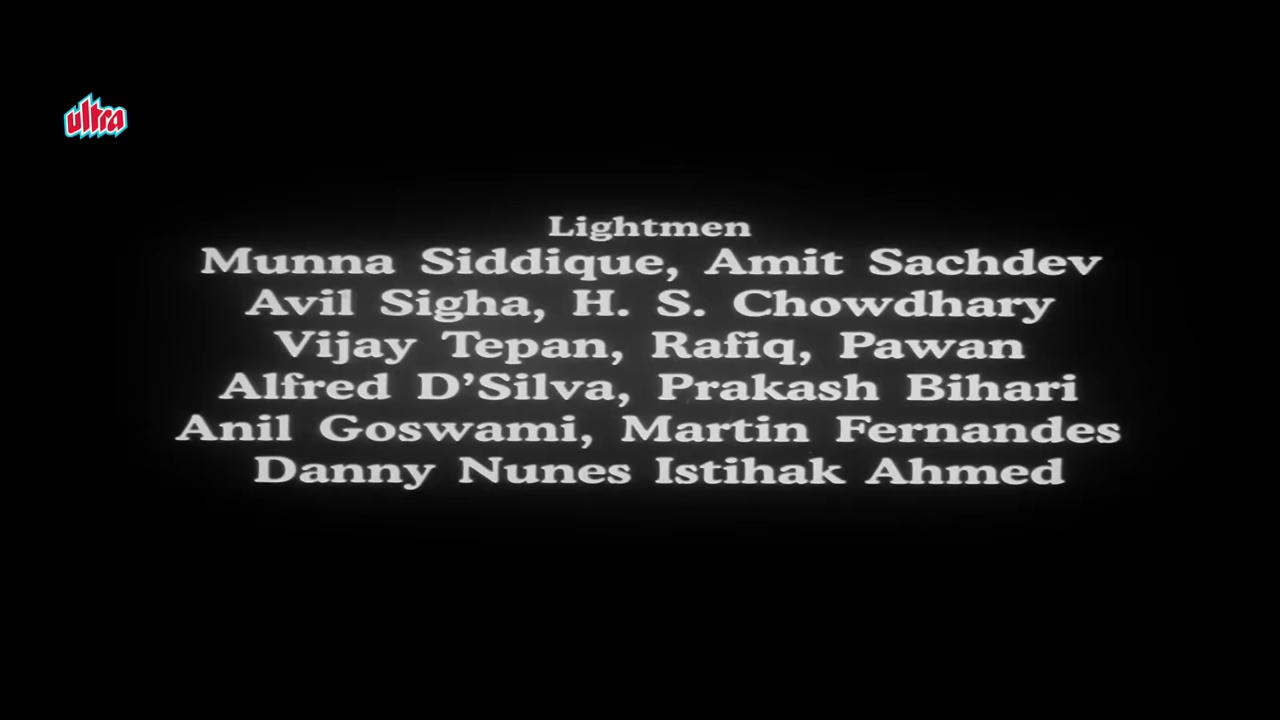 ultra
Lightmen
Munna Siddique, Amit Sachdev
Avil Sigha, H. S. Chowdhary
Vijay Tepan, Rafiq, Pawan
Alfred D'Silva, Prakash Bihari
Anil Goswami, Martin Fernandes
Danny Nunes Istihak Ahmed